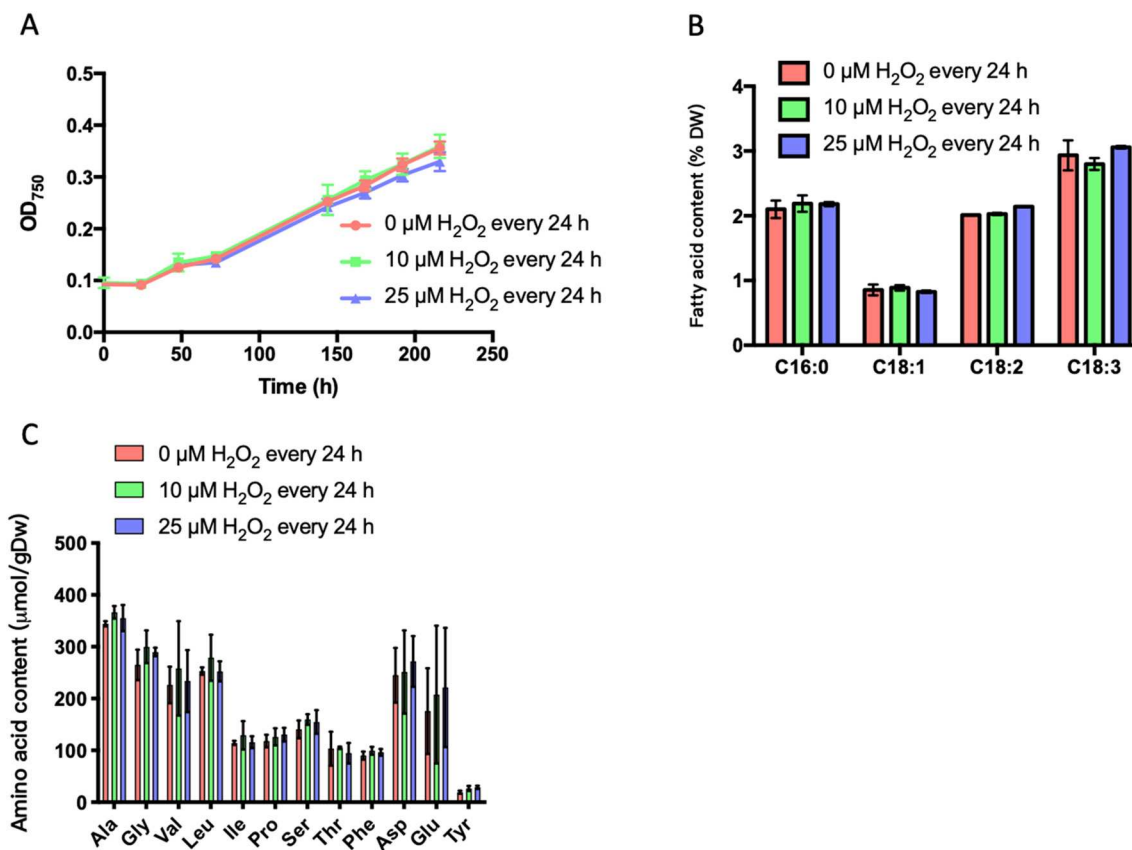 A
OD750
0.5
0.4
0.3
0.2
0.1
0.0
0 μM H2O2 every 24 h
10 μM H2O2 every 24 h
25 μM H2O2 every 24 h
0 50 100 150 200 250
Time (h)
B
Fatty acid content (% DW)
4
3
2
1
0
0 μM H2O2 every 24 h
10 μM H2O2 every 24 h
25 μM H2O2 every 24 h
C16:0 C18:1 C18:2 C18:3
C
0 μM H2O2 every 24 h
10 μM H2O2 every 24 h
25 μM H2O2 every 24 h
Amino acid content (μmol/gDw)
500
400
300
200
100
0
Ala Gly Val Leu Ile Pro Ser Thr Phe Asp Glu Tyr